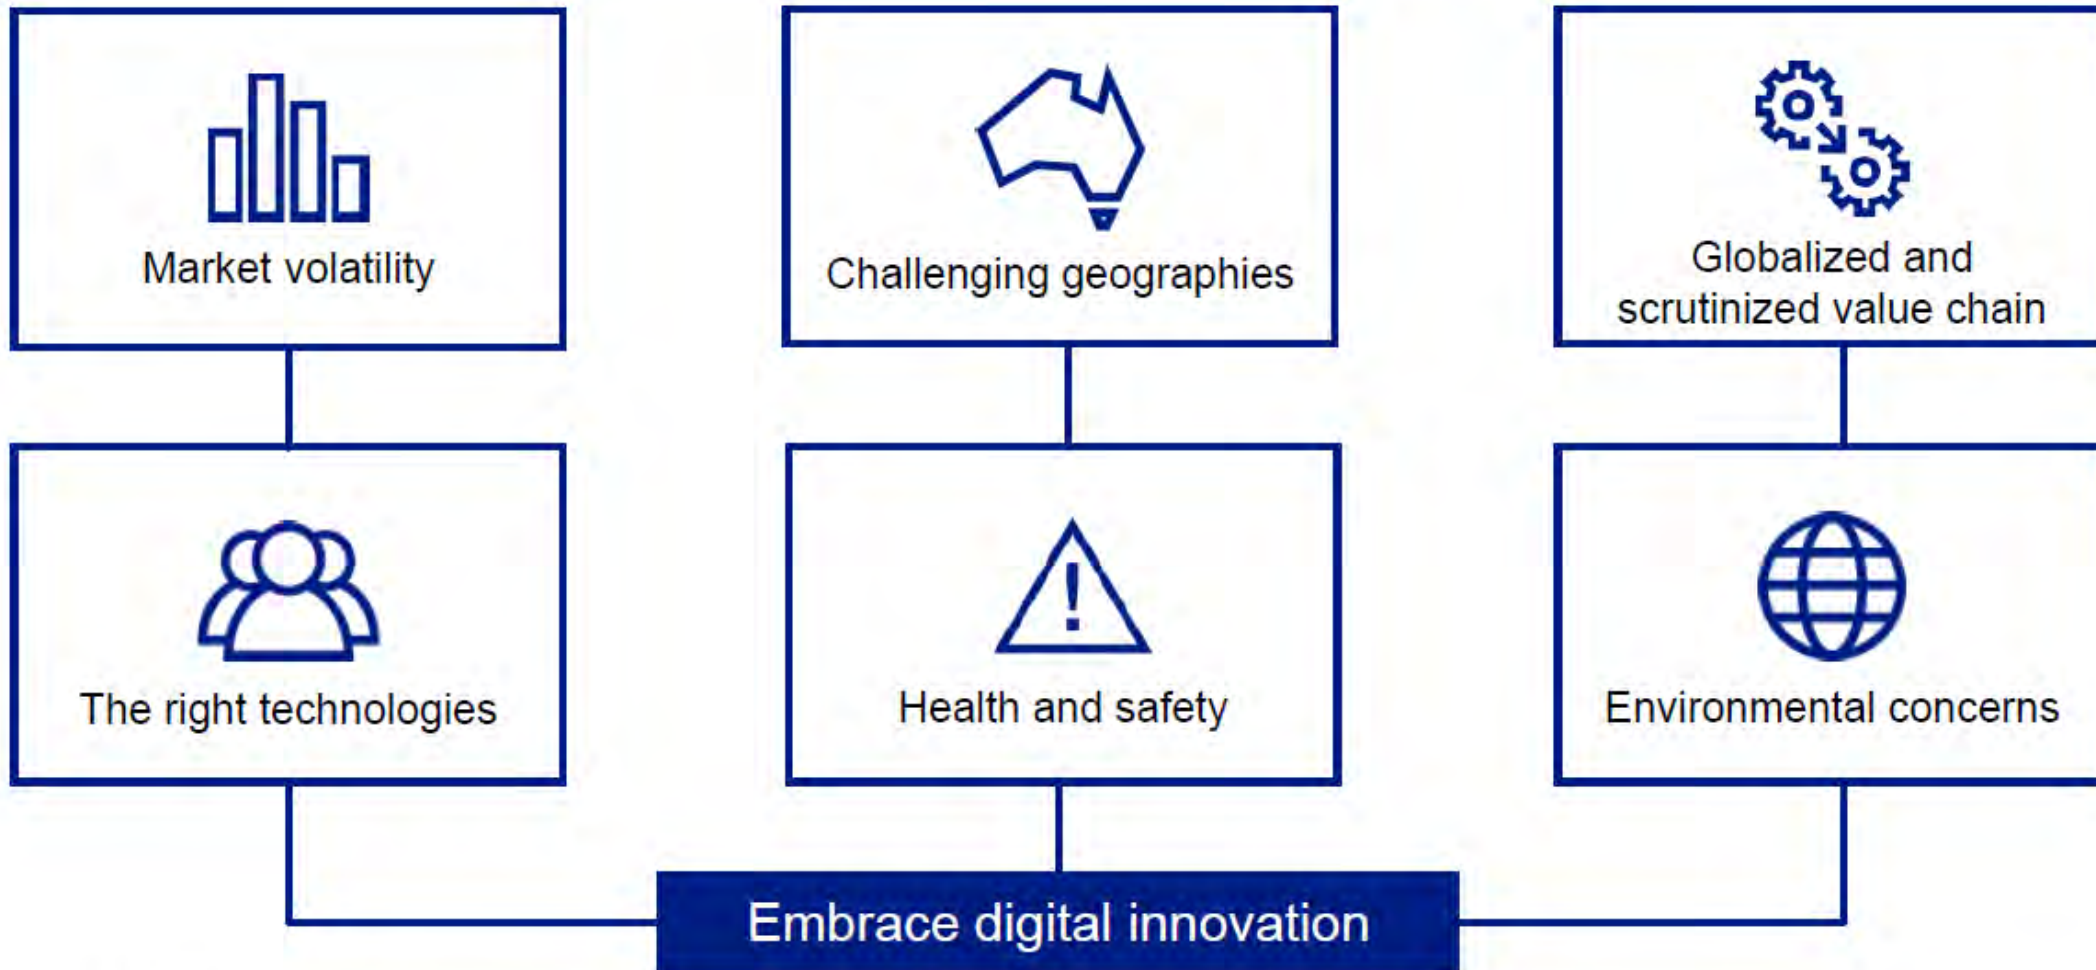 Market volatility
Challenging geographies
Globalized and
scrutinized value chain
The right technologies
Health and safety
Environmental concerns
Embrace digital innovation